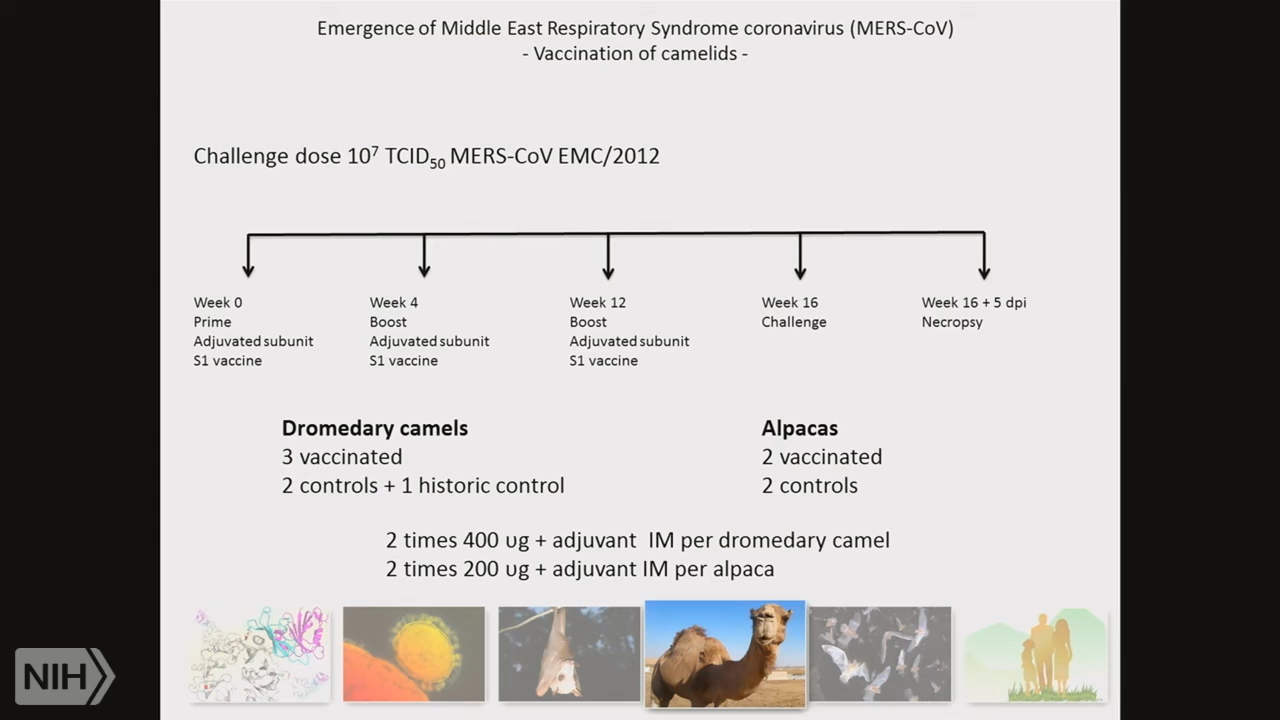 Emergence of Middle East Respiratory Syndrome coronavirus (MERS-CoV)
- Vaccination of camelids -
Challenge dose 10⁷ TCID₅₀ MERS-CoV EMC/2012
Week 0
Prime
Adjuvated subunit
S1 vaccine
Week 4
Boost
Adjuvated subunit
S1 vaccine
Week 12
Boost
Adjuvated subunit
S1 vaccine
Week 16
Challenge
Week 16 + 5 dpi
Necropsy
Dromedary camels
3 vaccinated
2 controls + 1 historic control
Alpacas
2 vaccinated
2 controls
2 times 400 υg + adjuvant IM per dromedary camel
2 times 200 υg + adjuvant IM per alpaca
NIH